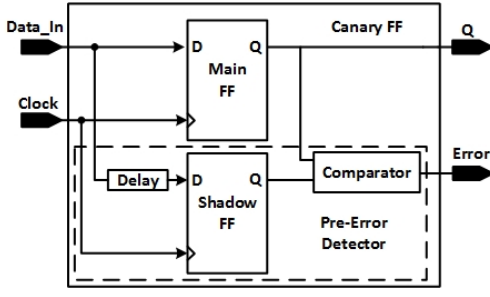 Data_In
D
Q
Canary FF
Q
Main
FF
Clock
Error
Delay
D
Q
Comparator
Shadow
FF
Pre-Error
Detector